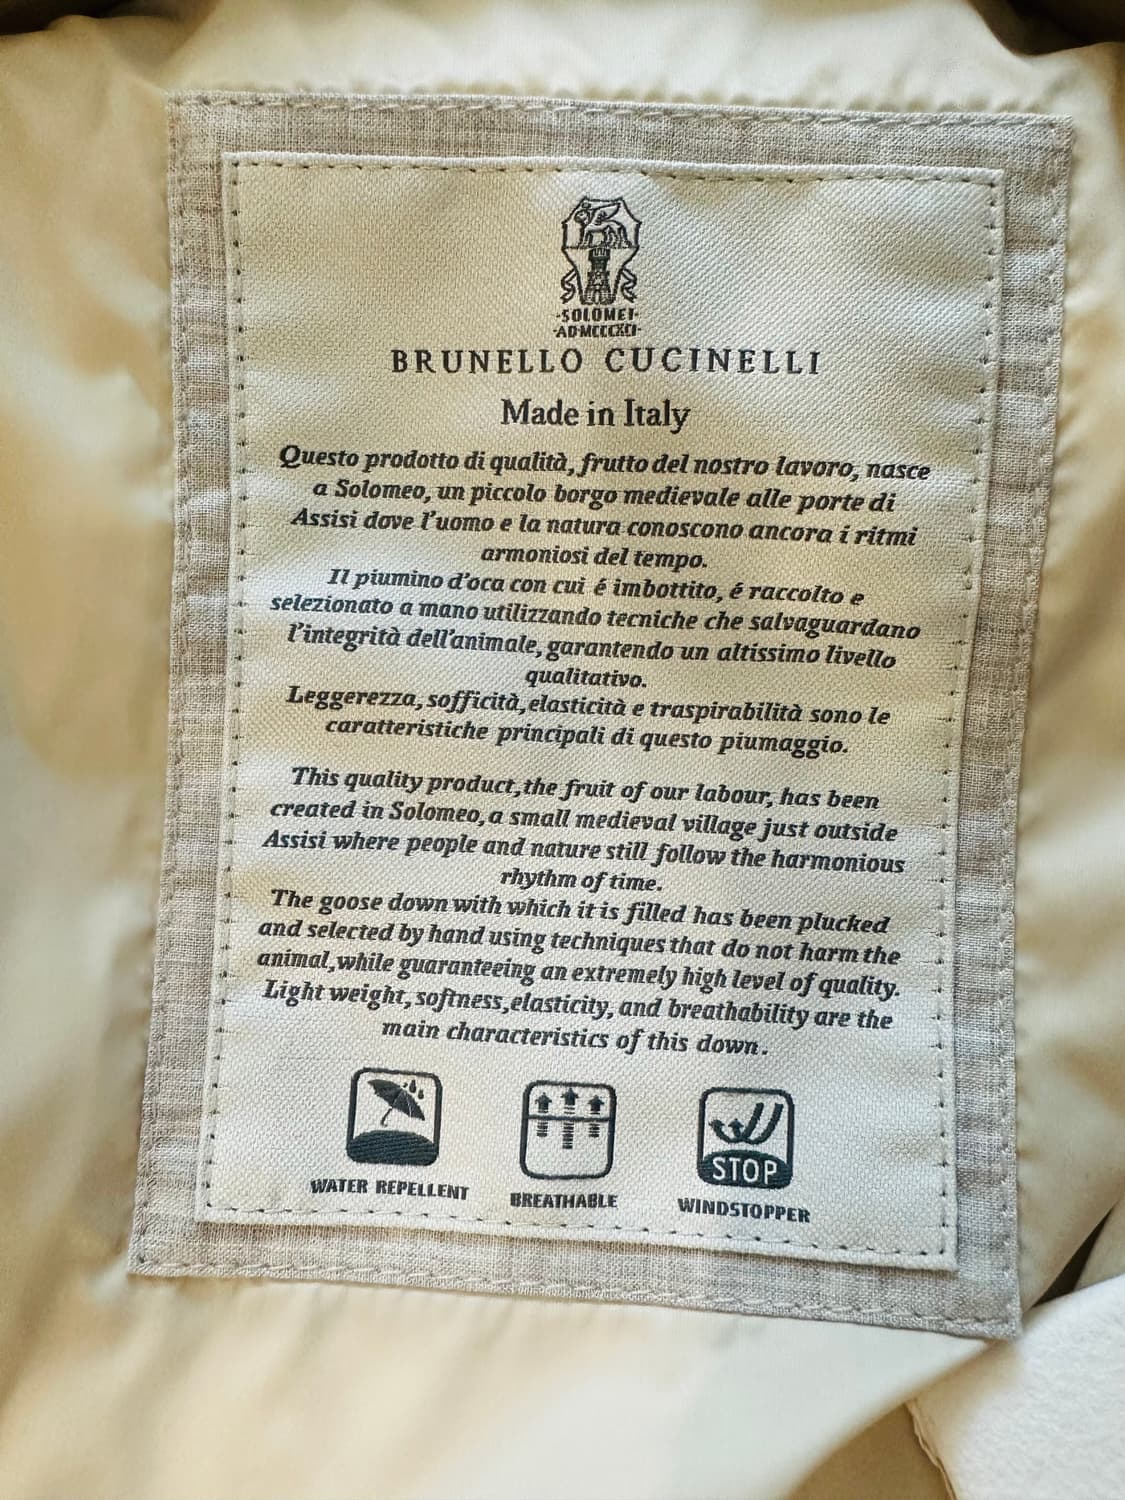 ·SOLOMEI·
·AD·MCCCXCI·
BRUNELLO CUCINELLI
Made in Italy
Questo prodotto di qualità, frutto del nostro lavoro, nasce
a Solomeo, un piccolo borgo medievale alle porte di
Assisi dove l'uomo e la natura conoscono ancora i ritmi
armoniosi del tempo.
Il piumino d'oca con cui é imbottito, é raccolto e
selezionato a mano utilizzando tecniche che salvaguardano
l'integrità dell'animale, garantendo un altissimo livello
qualitativo.
Leggerezza, sofficità, elasticità e traspirabilità sono le
caratteristiche principali di questo piumaggio.
This quality product, the fruit of our labour, has been
created in Solomeo, a small medieval village just outside
Assisi where people and nature still follow the harmonious
rhythm of time.
The goose down with which it is filled has been plucked
and selected by hand using techniques that do not harm the
animal, while guaranteeing an extremely high level of quality.
Light weight, softness, elasticity, and breathability are the
main characteristics of this down.
STOP
WATER REPELLENT BREATHABLE WINDSTOPPER